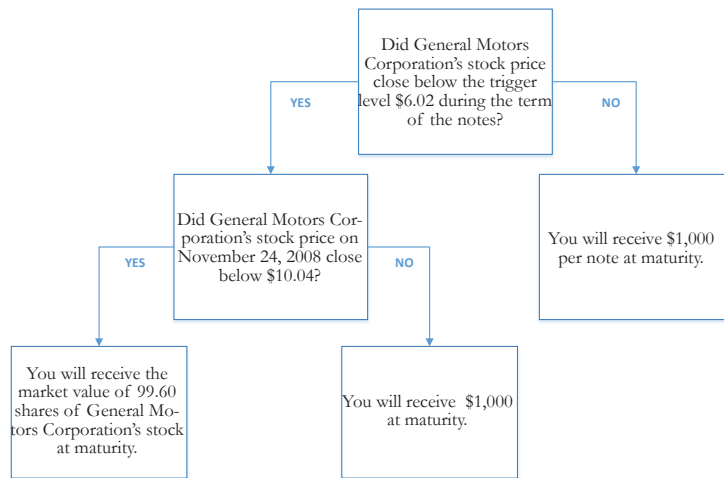 Did General Motors
Corporation's stock price
close below the trigger
level $6.02 during the term
of the notes?
YES
NO
Did General Motors Cor-
poration's stock price on
November 24, 2008 close
below $10.04?
You will receive $1,000
per note at maturity.
YES
NO
You will receive the
market value of 99.60
shares of General Mo-
tors Corporation's stock
at maturity.
You will receive $1,000
at maturity.